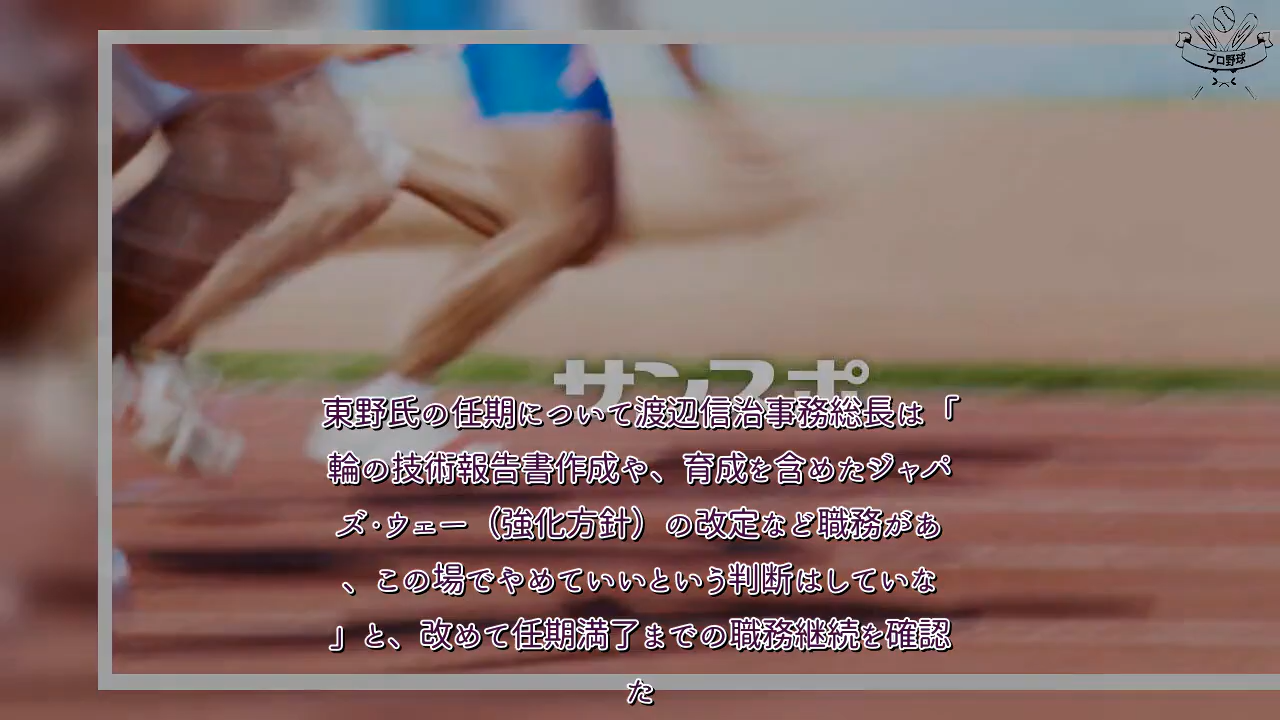 プロ野球
サンスポ
東野氏の任期について渡辺信治事務総長は「
輪の技術報告書作成や、育成を含めたジャパ
ズ·ウェー（強化方針）の改定など職務があ
、この場でやめていいという判断はしていな
」と、改めて任期満了までの職務継続を確認
た